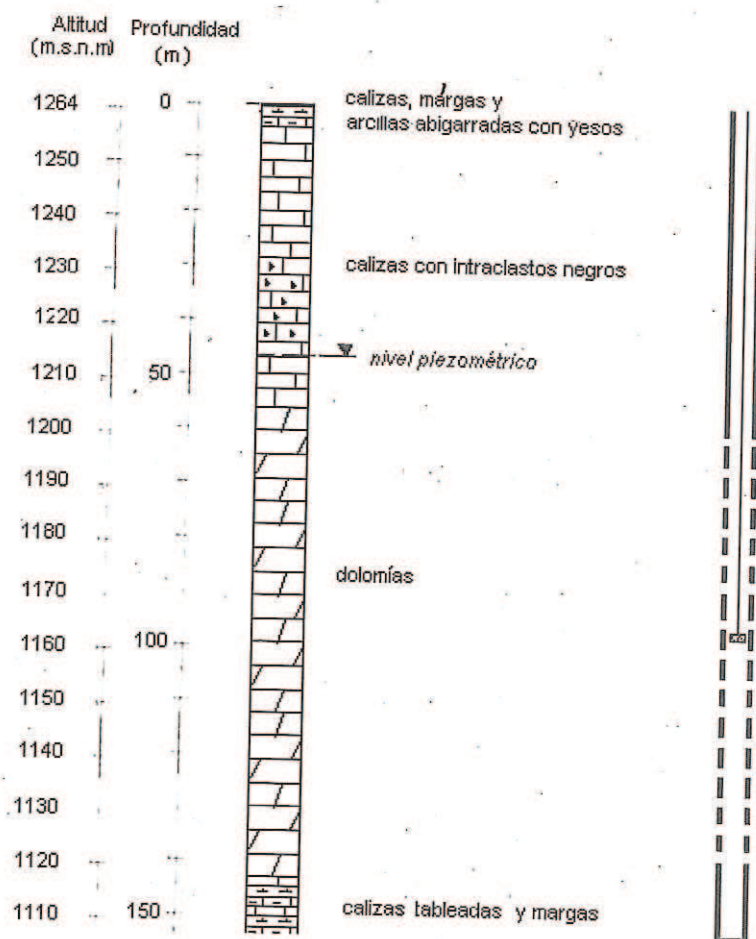 Altitud Profundidad
(m.s.n.m) (m)
1264 0 calizas, márgas y
arcillas abigarradas con yesos
1250
1240
1230 calizas con intraclastos negros
1220
nivel piezométrico
1210 50
1200
1190
1180
1170 dolomías
1160 100
1150
1140
1130
1120
1110 150 calizas tableadas y margas